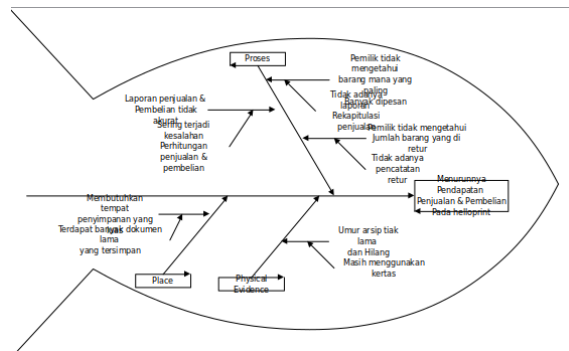 Proses
Pemilik tidak
mengetahui
barang mana yang
paling
Banyak dipesan
Tidak adanya
laporan
Rekapitulasi
penjualan
Laporan penjualan &
Pembelian tidak
akurat
Sering terjadi
kesalahan
Perhitungan
penjualan &
pembelian
Pemilik tidak mengetahui
Jumlah barang yang di
retur
Tidak adanya
pencatatan
retur
Menurunnya
Pendapatan
Penjualan & Pembelian
Pada helloprint
Membutuhkan
tempat
penyimpanan yang
luas
Terdapat banyak dokumen
lama
yang tersimpan
Umur arsip tiak
lama
dan Hilang
Masih menggunakan
kertas
Place
Physical
Evidence